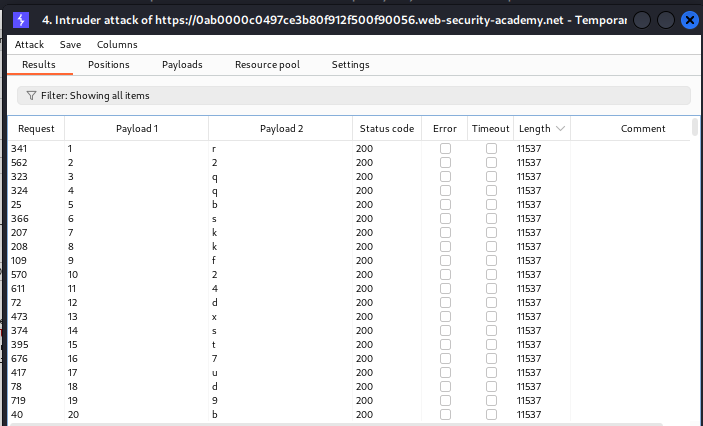 4. Intruder attack of https://0ab0000c0497ce3b80f912f500f90056.web-security-academy.net - Temporar
Attack Save Columns
Results Positions Payloads Resource pool Settings
Filter: Showing all items
Request Payload 1 Payload 2 Status code Error Timeout Length Comment
341 1 r 200 11537
562 2 2 200 11537
323 3 q 200 11537
324 4 q 200 11537
25 5 b 200 11537
366 6 s 200 11537
207 7 k 200 11537
208 8 k 200 11537
109 9 f 200 11537
570 10 2 200 11537
611 11 4 200 11537
72 12 d 200 11537
473 13 x 200 11537
374 14 s 200 11537
395 15 t 200 11537
676 16 7 200 11537
417 17 u 200 11537
78 18 d 200 11537
719 19 9 200 11537
40 20 b 200 11537